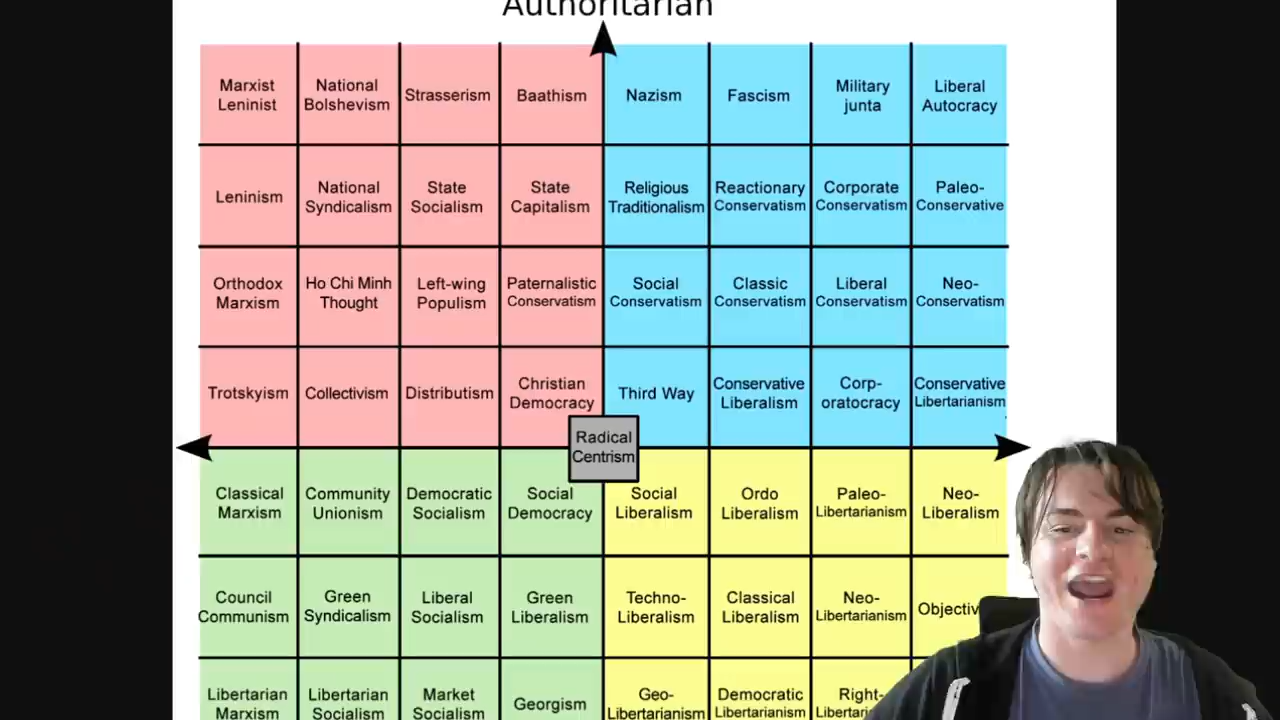 Authoritarian
Marxist
Leninist
National
Bolshevism
Strasserism
Baathism
Nazism
Fascism
Military
junta
Liberal
Autocracy
Leninism
National
Syndicalism
State
Socialism
State
Capitalism
Religious
Traditionalism
Reactionary
Conservatism
Corporate
Conservatism
Paleo-
Conservative
Orthodox
Marxism
Ho Chi Minh
Thought
Left-wing
Populism
Paternalistic
Conservatism
Social
Conservatism
Classic
Conservatism
Liberal
Conservatism
Neo-
Conservatism
Trotskyism
Collectivism
Distributism
Christian
Democracy
Third Way
Conservative
Liberalism
Corp-
oratocracy
Conservative
Libertarianism
Radical
Centrism
Classical
Marxism
Community
Unionism
Democratic
Socialism
Social
Democracy
Social
Liberalism
Ordo
Liberalism
Paleo-
Libertarianism
Neo-
Liberalism
Council
Communism
Green
Syndicalism
Liberal
Socialism
Green
Liberalism
Techno-
Liberalism
Classical
Liberalism
Neo-
Libertarianism
Objectiv
Libertarian
Marxism
Libertarian
Socialism
Market
Socialism
Georgism
Geo-
Libertarianism
Democratic
Libertarianism
Right-
Libertari